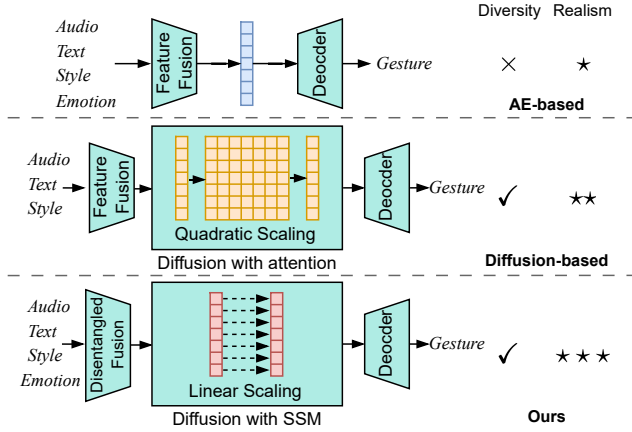 Diversity Realism
Audio
Text
Style
Emotion
Feature
Fusion
Deocder
Gesture
× ★
AE-based
Audio
Text
Style
Feature
Fusion
Quadratic Scaling
Diffusion with attention
Deocder
Gesture
✓ ★★
Diffusion-based
Audio
Text
Style
Emotion
Disentangled
Fusion
Linear Scaling
Diffusion with SSM
Deocder
Gesture
✓ ★ ★ ★
Ours